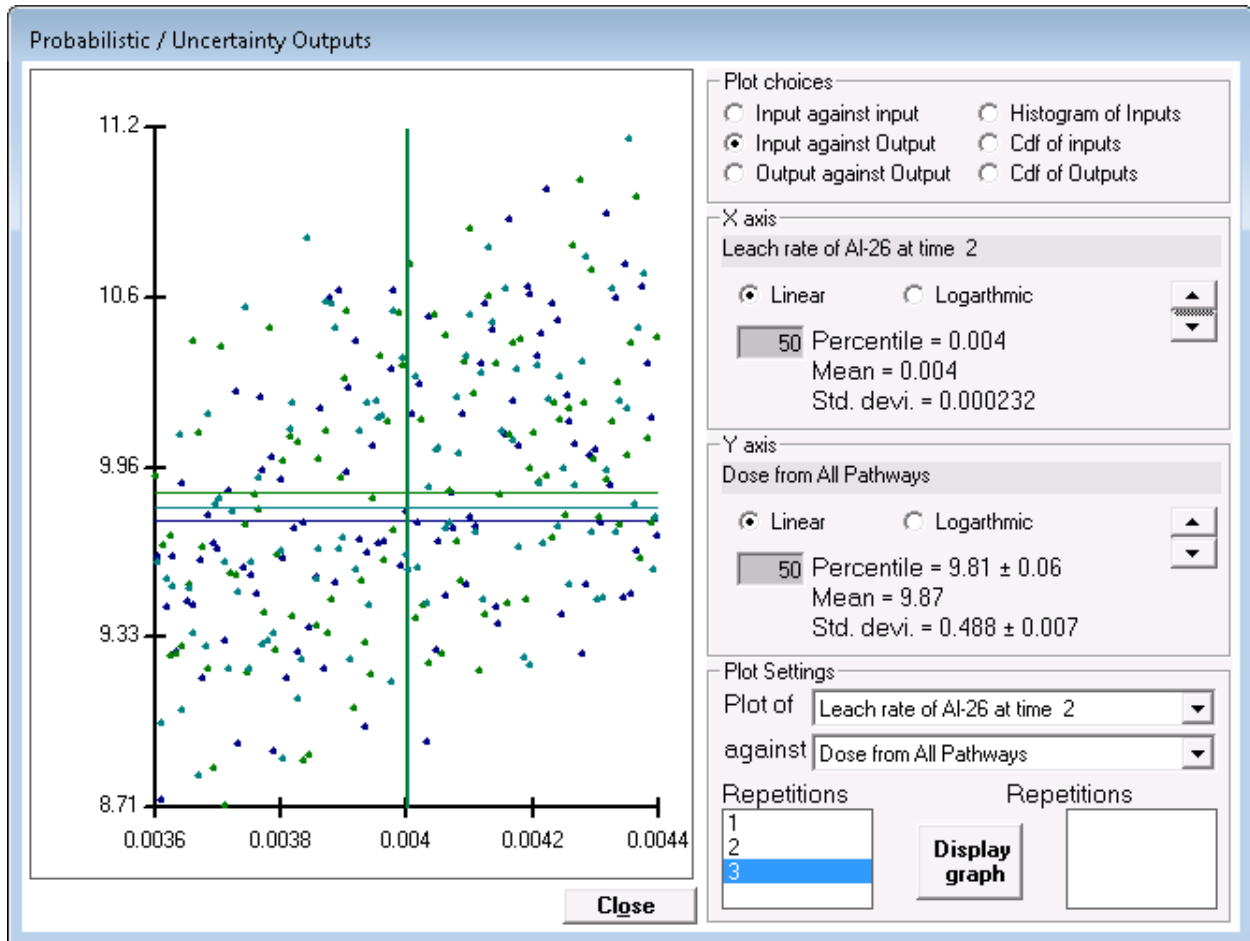 Probabilistic / Uncertainty Outputs
11.2
10.6
9.96
9.33
8.71
0.0036 0.0038 0.004 0.0042 0.0044
Close
Plot choices
Input against input Histogram of Inputs
Input against Output Cdf of inputs
Output against Output Cdf of Outputs
X axis
Leach rate of Al-26 at time 2
Linear Logarithmic
50 Percentile = 0.004
Mean = 0.004
Std. devi. = 0.000232
Y axis
Dose from All Pathways
Linear Logarithmic
50 Percentile = 9.81 ± 0.06
Mean = 9.87
Std. devi. = 0.488 ± 0.007
Plot Settings
Plot of Leach rate of Al-26 at time 2
against Dose from All Pathways
Repetitions Repetitions
1
2
3
Display
graph